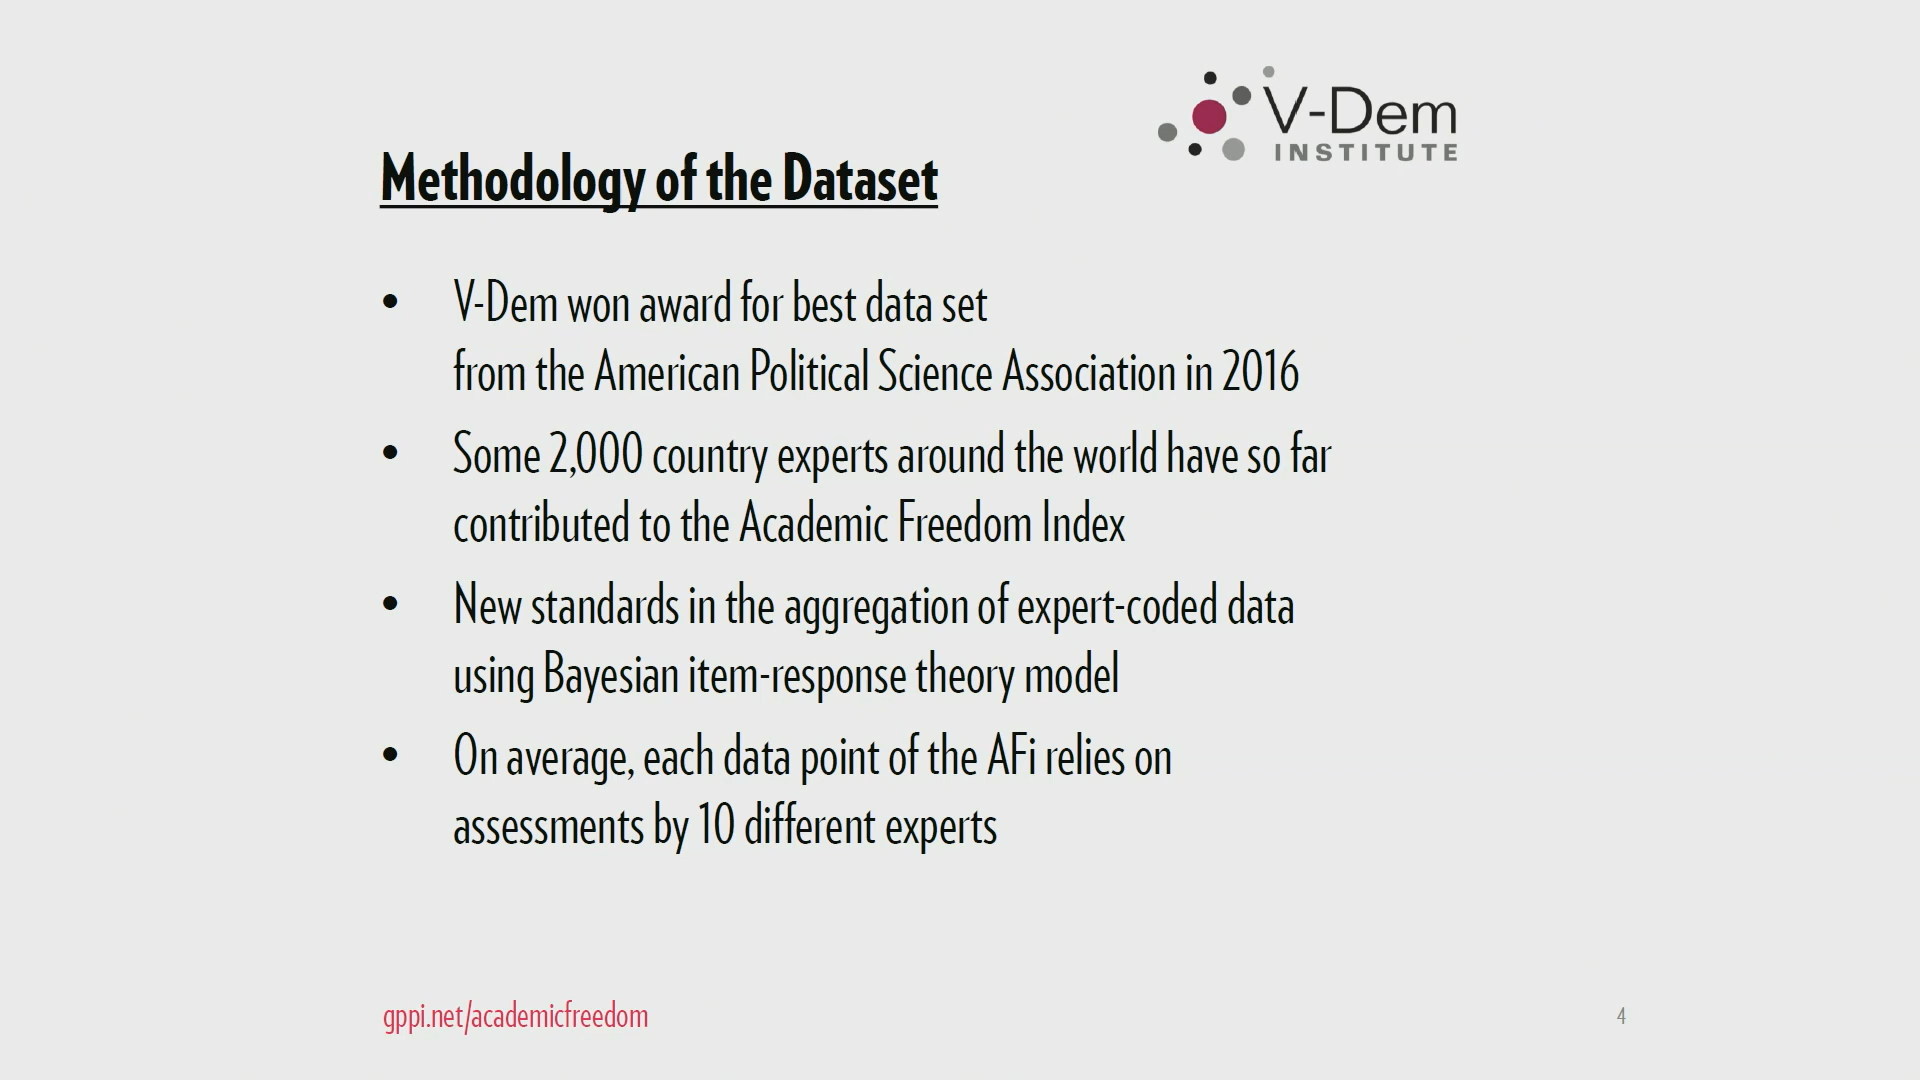 V-Dem
INSTITUTE
Methodology of the Dataset
• V-Dem won award for best data set
from the American Political Science Association in 2016
• Some 2,000 country experts around the world have so far
contributed to the Academic Freedom Index
• New standards in the aggregation of expert-coded data
using Bayesian item-response theory model
• On average, each data point of the AFi relies on
assessments by 10 different experts
gppi.net/academicfreedom
4